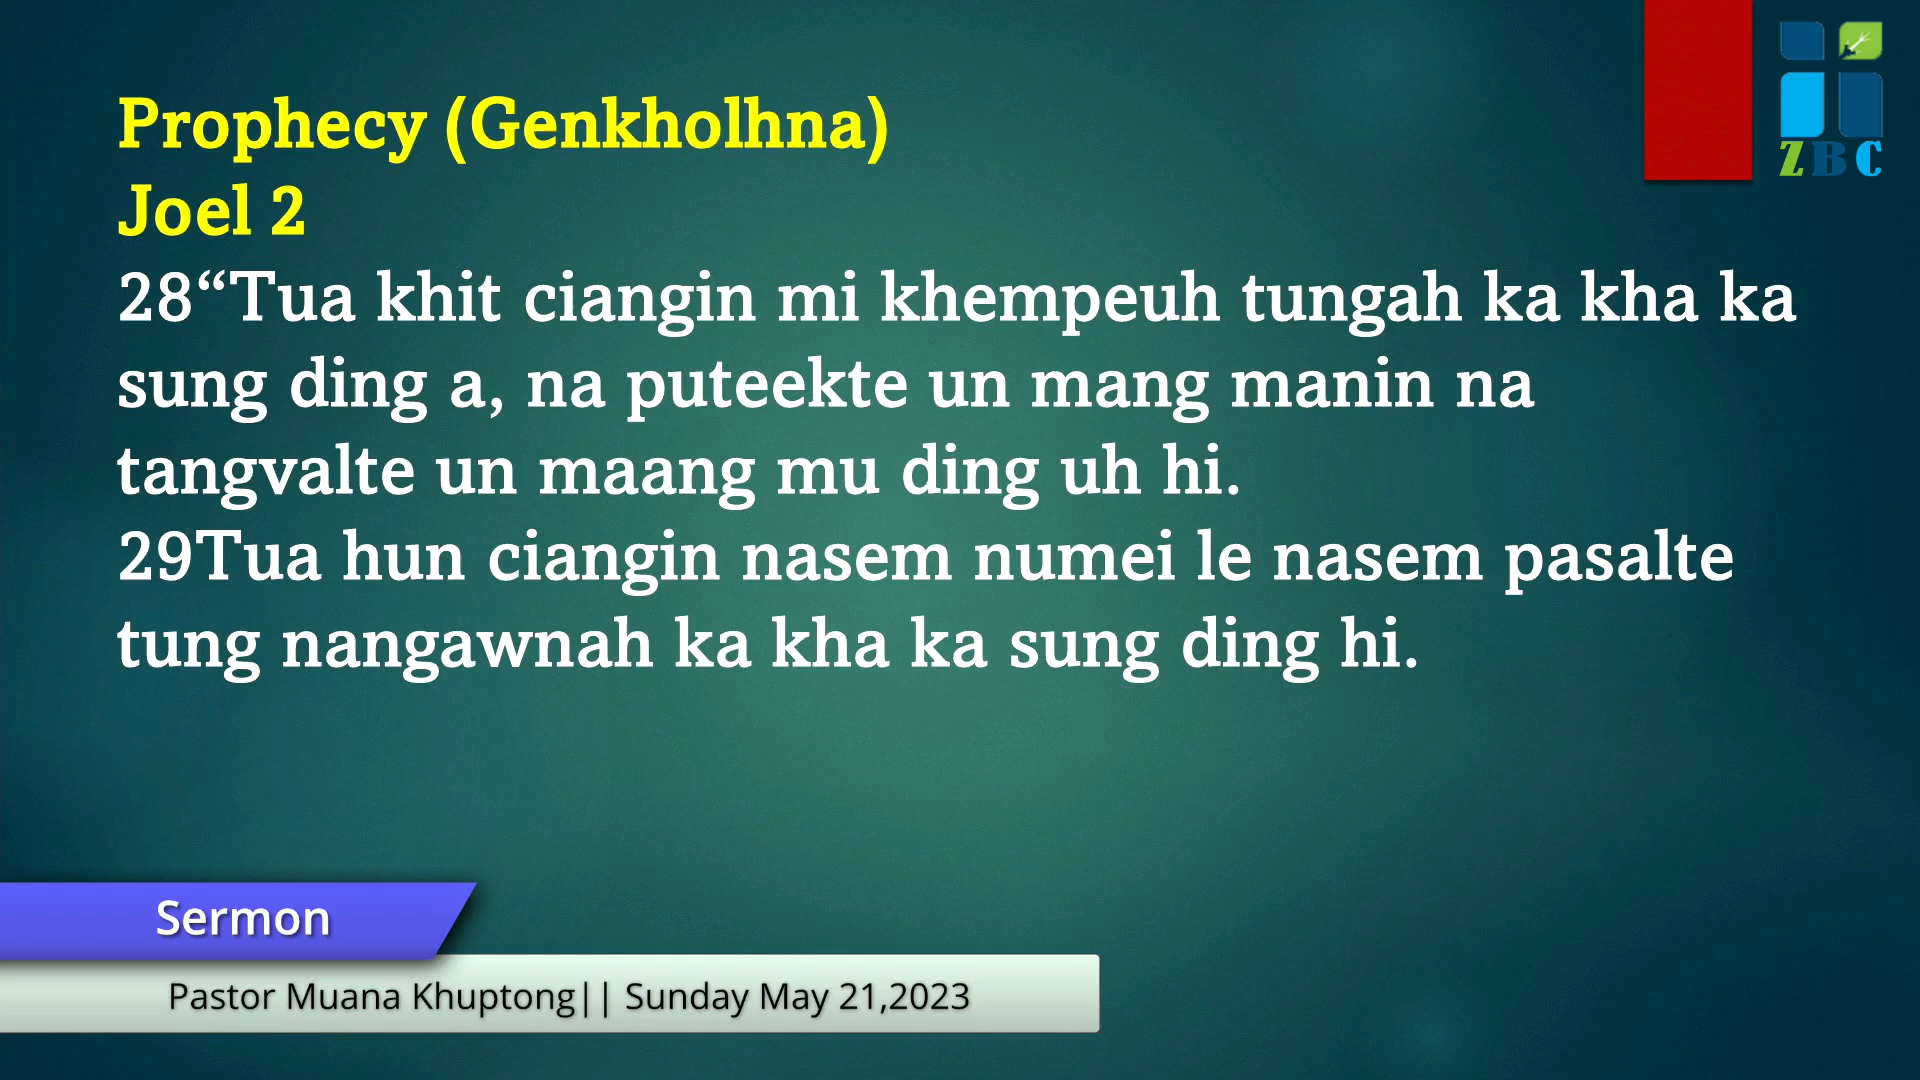 Prophecy (Genkholhna)
Joel 2
28“Tua khit ciangin mi khempeuh tungah ka kha ka
sung ding a, na puteekte un mang manin na
tangvalte un maang mu ding uh hi.
29Tua hun ciangin nasem numei le nasem pasalte
tung nangawnah ka kha ka sung ding hi.
ZBC
Sermon
Pastor Muana Khuptong|| Sunday May 21,2023